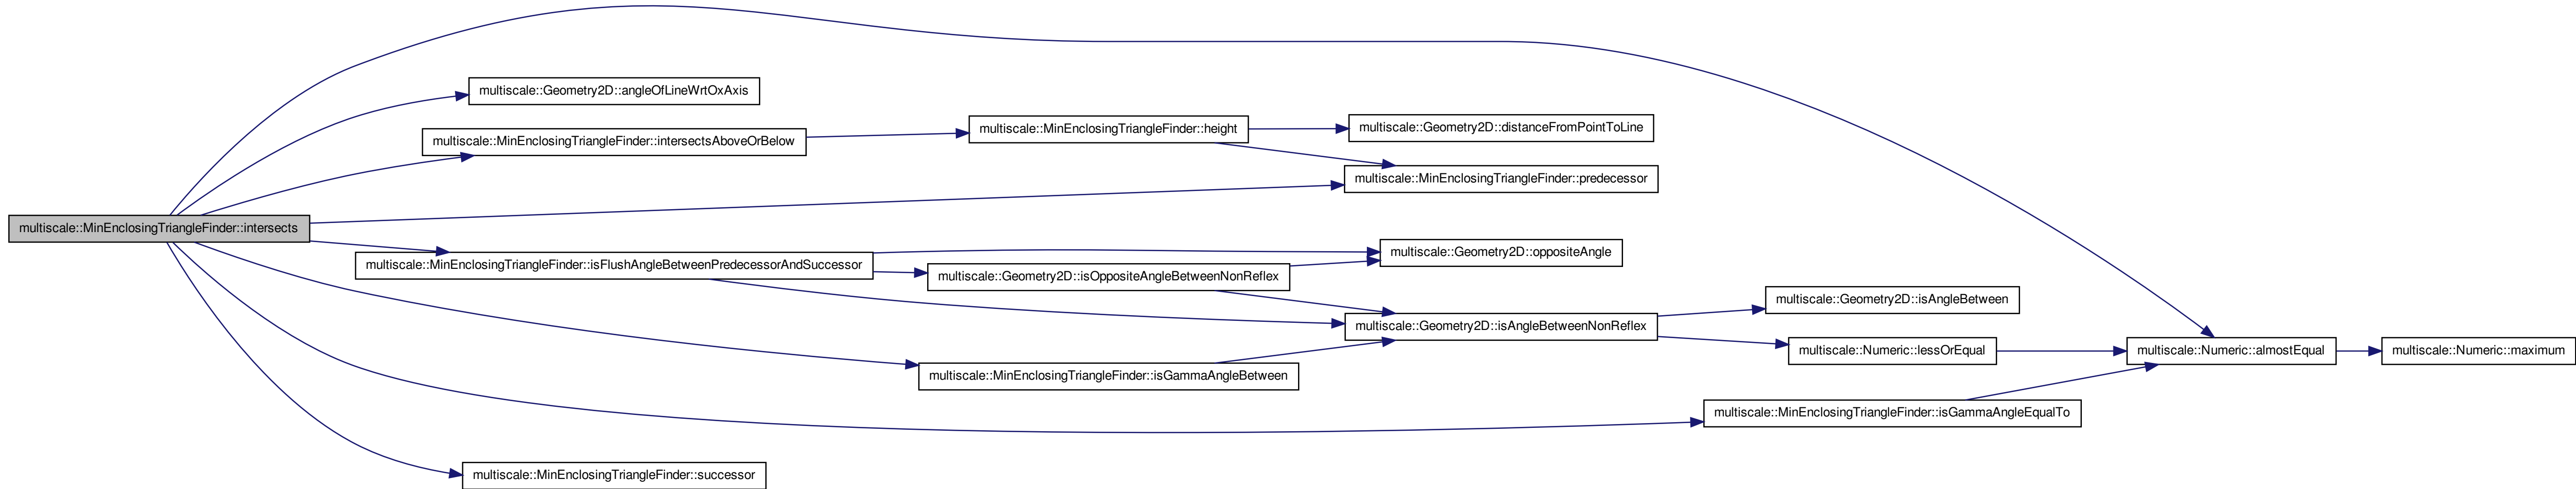 multiscale::MinEnclosingTriangleFinder::intersects
multiscale::Geometry2D::angleOfLineWrtOxAxis
multiscale::MinEnclosingTriangleFinder::intersectsAboveOrBelow
multiscale::MinEnclosingTriangleFinder::height
multiscale::Geometry2D::distanceFromPointToLine
multiscale::MinEnclosingTriangleFinder::predecessor
multiscale::MinEnclosingTriangleFinder::isFlushAngleBetweenPredecessorAndSuccessor
multiscale::Geometry2D::oppositeAngle
multiscale::Geometry2D::isOppositeAngleBetweenNonReflex
multiscale::Geometry2D::isAngleBetweenNonReflex
multiscale::Geometry2D::isAngleBetween
multiscale::Numeric::lessOrEqual
multiscale::Numeric::almostEqual
multiscale::Numeric::maximum
multiscale::MinEnclosingTriangleFinder::isGammaAngleBetween
multiscale::MinEnclosingTriangleFinder::isGammaAngleEqualTo
multiscale::MinEnclosingTriangleFinder::successor